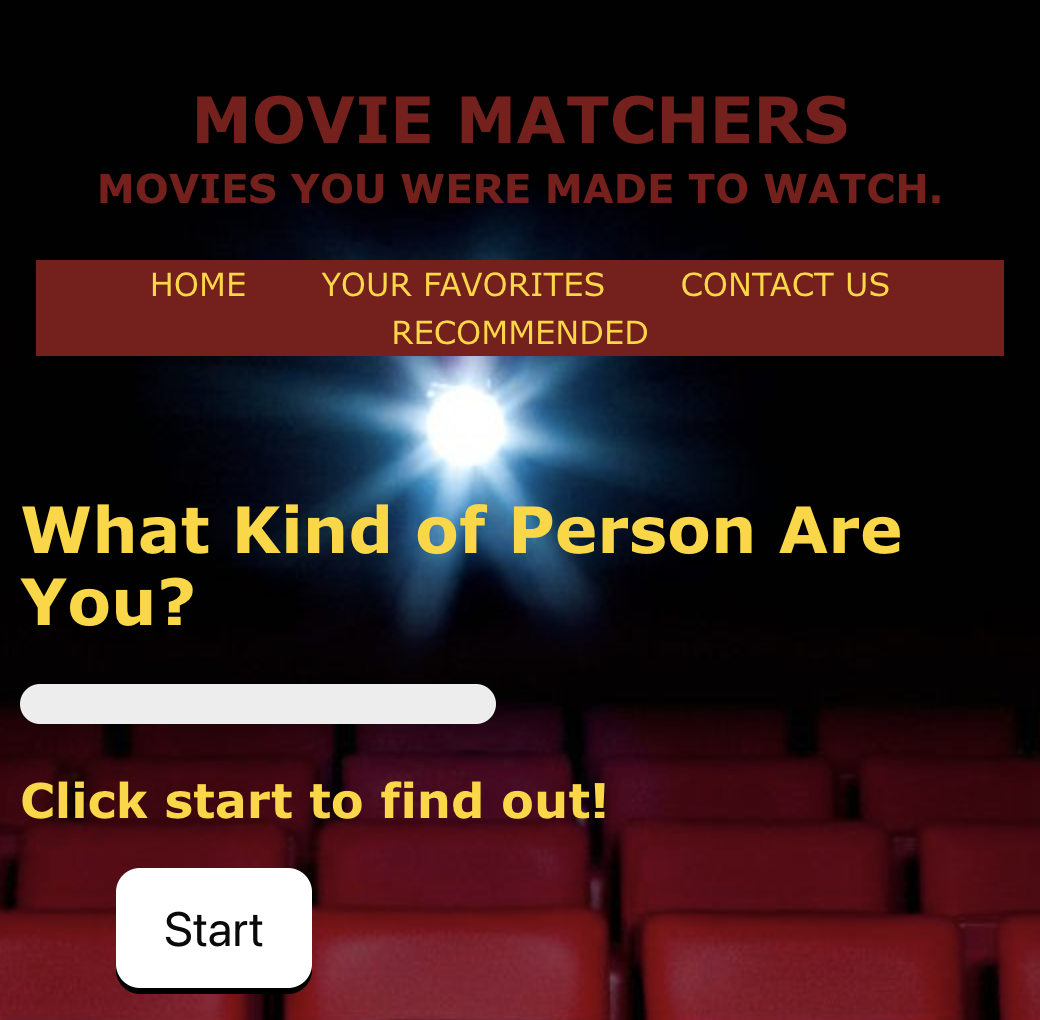 MOVIE MATCHERS
MOVIES YOU WERE MADE TO WATCH.
HOME YOUR FAVORITES CONTACT US
RECOMMENDED
What Kind of Person Are
You?
Click start to find out!
Start